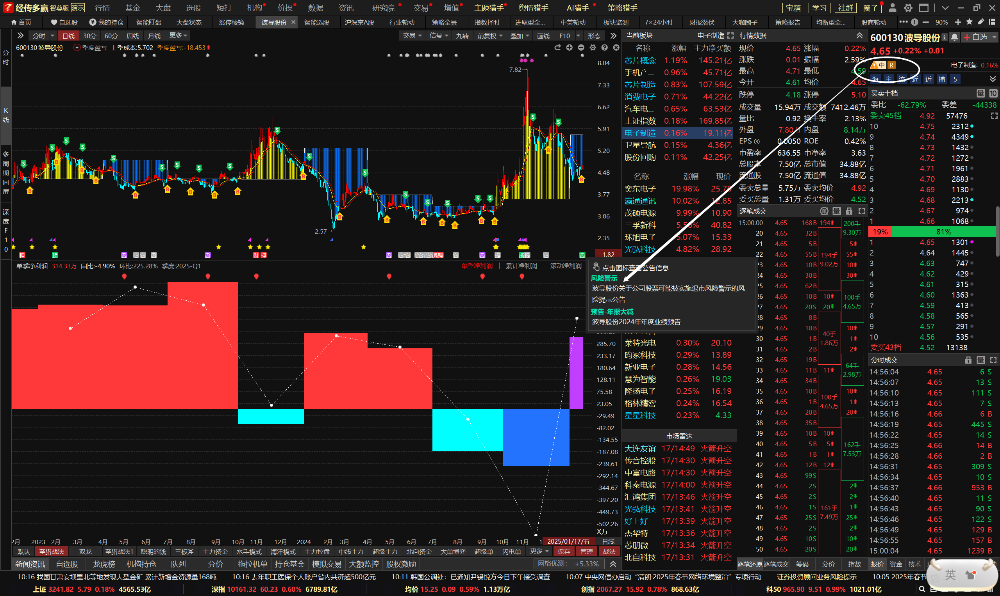 经传多赢 智尊版 演示 行情 基金 大盘 选股 短打 机构 价投 数据 资讯 研究院 交易 增值 主题猎手 舆情猎手 AI猎手 策略猎手 宝箱 学习 社群 圈子
首页 自选股 我的持仓 智能盯盘 大盘状态 涨停棱镜 波导股份 智能选股 沪深京A股 行业轮动 策略全景 指数择时 进取型全... 中美轮动 板块监测 7×24小时 财报潜伏 大咖圈子 策略报告 均衡型全... 股商轮动 90%
分时 日线 30分 60分 周线 月线 更多 交易 信号 九转 前复权 叠加 画线 F10 形态
600130 波导股份 季度盈亏 上季成本:5.702 季度盈亏:-18.453
分时
K线
多周期同屏
深度F10
7.82
2.57
8.04
7.33
6.62
5.91
5.20
4.48
3.77
3.06
2.35
1.82
单季净利润 314.33万 同比:-4.90% 环比:225.28% 季度:2025-Q1
单季净利润 累计净利润 滚动净利润
285.70
233.17
180.64
128.11
75.58
23.05
-29.49
-82.02
-134.55
-187.08
-239.61
-292.14
-344.67
-397.20
-449.73
-502.26
X万
2023 2月 3月 4月 5月 6月 7月 8月 9月 10月 11月 12月 2024 2月 3月 4月 5月 6月 7月 8月 9月 10月 11月 2025/01/17/五 日线
默认 至猫战法 双龙 至猫战法1 聪明的钱 三板斧 主力资金 水手模式 海洋模式 主力控盘 中线主力 超级主力 北向资金 大单博弈 超级单 闪电单 更多 保存 管理 战法
新闻资讯 自选股 龙虎榜 机构持仓 队列 分价 拖拉机单 持仓基金 模拟交易 大额监控 股权激励 网格优测: +5.33%
当前板块 电子制造
名称 涨幅 主力净买额
芯片概念 1.19% 145.21亿
手机产... 0.96% 45.71亿
芯片制造 0.83% 107.59亿
消费电子 0.71% 44.22亿
汽车电... 0.65% 63.53亿
上证指数 0.18% 169.85亿
电子制造 0.16% 19.11亿
卫星导航 0.15% 4.36亿
股份回购 0.11% 42.25亿
名称 涨幅 现价
奕东电子 19.98% 25.76
瀛通通讯 10.02% 12.85
茂硕电源 9.99% 10.90
三孚新科 40.82
环旭电子 5.07% 15.33
光弘科技 4.82% 28.92
点击图标查看公告信息
风险警示
波导股份关于公司股票可能被实施退市风险警示的风
险提示公告
预告-年报大减
波导股份2024年年度业绩预告
莱特光电 0.30% 20.10
昀冢科技 0.29% 13.89
新亚电子 0.28% 14.56
慧为智能 0.26% 19.03
隆扬电子 0.25% 16.19
格林精密 0.24% 16.54
星星科技 0.23% 4.33
市场雷达
大连友谊 17/14:49 火箭升空
传音控股 17/14:30 火箭升空
中富电路 17/14:30 火箭升空
科泰电源 17/14:00 火箭升空
汇鸿集团 17/13:46 火箭升空
光弘科技 17/13:41 火箭升空
好上好 17/13:39 火箭升空
杰华特 17/13:36 火箭升空
芯朋微 17/13:34 火箭升空
北自科技 17/13:31 火箭升空
行情数据
现价 4.65 涨幅 0.22%
涨跌 0.01 振幅 2.59%
最高 4.71 最低 4.59
今开 4.61 均价 4.65
跌停 4.18 涨停 5.10
成交量 15.94万 成交额 7412.46万
量比 0.92 换手率 2.13%
外盘 7.80万 内盘 8.14万
EPS③ 0.0050 ROE 0.42%
市盈率 636.55 市净率 3.63
总股本 7.50亿 总市值 34.88亿
流通股 7.50亿 流通值 34.88亿
委卖总量 5.75万 委卖均价 4.92
委买总量 1.31万 委买均价 4.52
逐笔成交
15:00:00 4.65 168B 194
20 4.65 32B
21 4.65 5B 5
22 4.65 55B 55
23 4.65 10B 10
24 4.65 30B 30
25 4.65 62B
26 4.65 10B 10
27 4.65 20S 20
28 4.65 8B
29 4.65 10B 10
30 4.65 1B 1
31 4.65 2B 2
32 4.65 19B
33 4.65 11B 11
34 4.65 34B
35 4.65 10B 10
36 4.65 1B 1
37 4.65 20B 20
38 4.65 35B
39 4.65 10B 10
40 4.65 5B 5
41 4.65 1B 1
42 4.65 12B 12
43 4.65 99S
44 4.65 2S 2
45 4.65 2S 2
46 4.65 1S 1
47 4.65 25S 25
48 4.65 2S 2
49 4.65 10S 10
50 4.65 20S 20
200手 9.30万
194手 9.02万
100手 4.65万
40手 1.86万
64手 2.98万
100手 4.65万
162手 7.53万
161手 7.49万
逐笔还原 逐笔成交 筹码 分价 指数
600130 波导股份 自选
4.65 +0.22% +0.01
中 R 电子制造: 0.16%
海 主 流 近 近 捕 5
买卖十档 量 10
委比 -62.79% 委差 -44338
委卖45档 4.92 57476
10 4.75 2312
9 4.74 4349
8 4.73 1432
7 4.72 1272
6 4.71 1961
5 4.70 2883
4 4.69 1130
3 4.68 2213
2 4.67 974
1 4.66 1068
19% 81%
1 4.65 1301
2 4.64 1445
3 4.63 747
4 4.62 429
5 4.61 315
6 4.60 1363
7 4.59 413
8 4.58 565
9 4.57 291
10 4.56 535
委买43档 4.52 13138
分时成交 量
14:56:04 4.65 6 S
14:56:07 4.65 13 S
14:56:10 4.65 111 S
14:56:13 4.65 7 S
14:56:16 4.66 6 B
14:56:19 4.65 445 S
14:56:22 4.65 14 S
14:56:25 4.66 14 B
14:56:28 4.66 2 B
14:56:31 4.65 309 S
14:56:34 4.65 10 S
14:56:37 4.66 953 B
14:56:40 4.65 11 S
14:56:43 4.65 90 S
14:56:46 4.65 122 S
14:56:49 4.65 129 B
14:56:55 4.65 157 B
15:00:04 4.65 1239 B
报价 资金 技术
英
10:16 我国甘肃安坝里北等地发现大型金矿 累计新增金资源量168吨 10:16 去年职工医保个人账户省内共济超500亿元 10:11 韩国公调处：已通知尹锡悦方今日下午接受调查 10:07 中央网信办启动“清朗·2025年春节网络环境整治”专项行动 证券投资顾问业务风险提示 10:05 2025年春节
上证 3241.82 5.79 0.18% 4565.53亿 深指 10161.32 60.23 0.60% 6789.81亿 均价 15.25 0.09 0.59% 1.13万亿 创指 2067.27 15.92 0.78% 868.63亿 科50 965.90 9.51 0.99% 1021.01亿